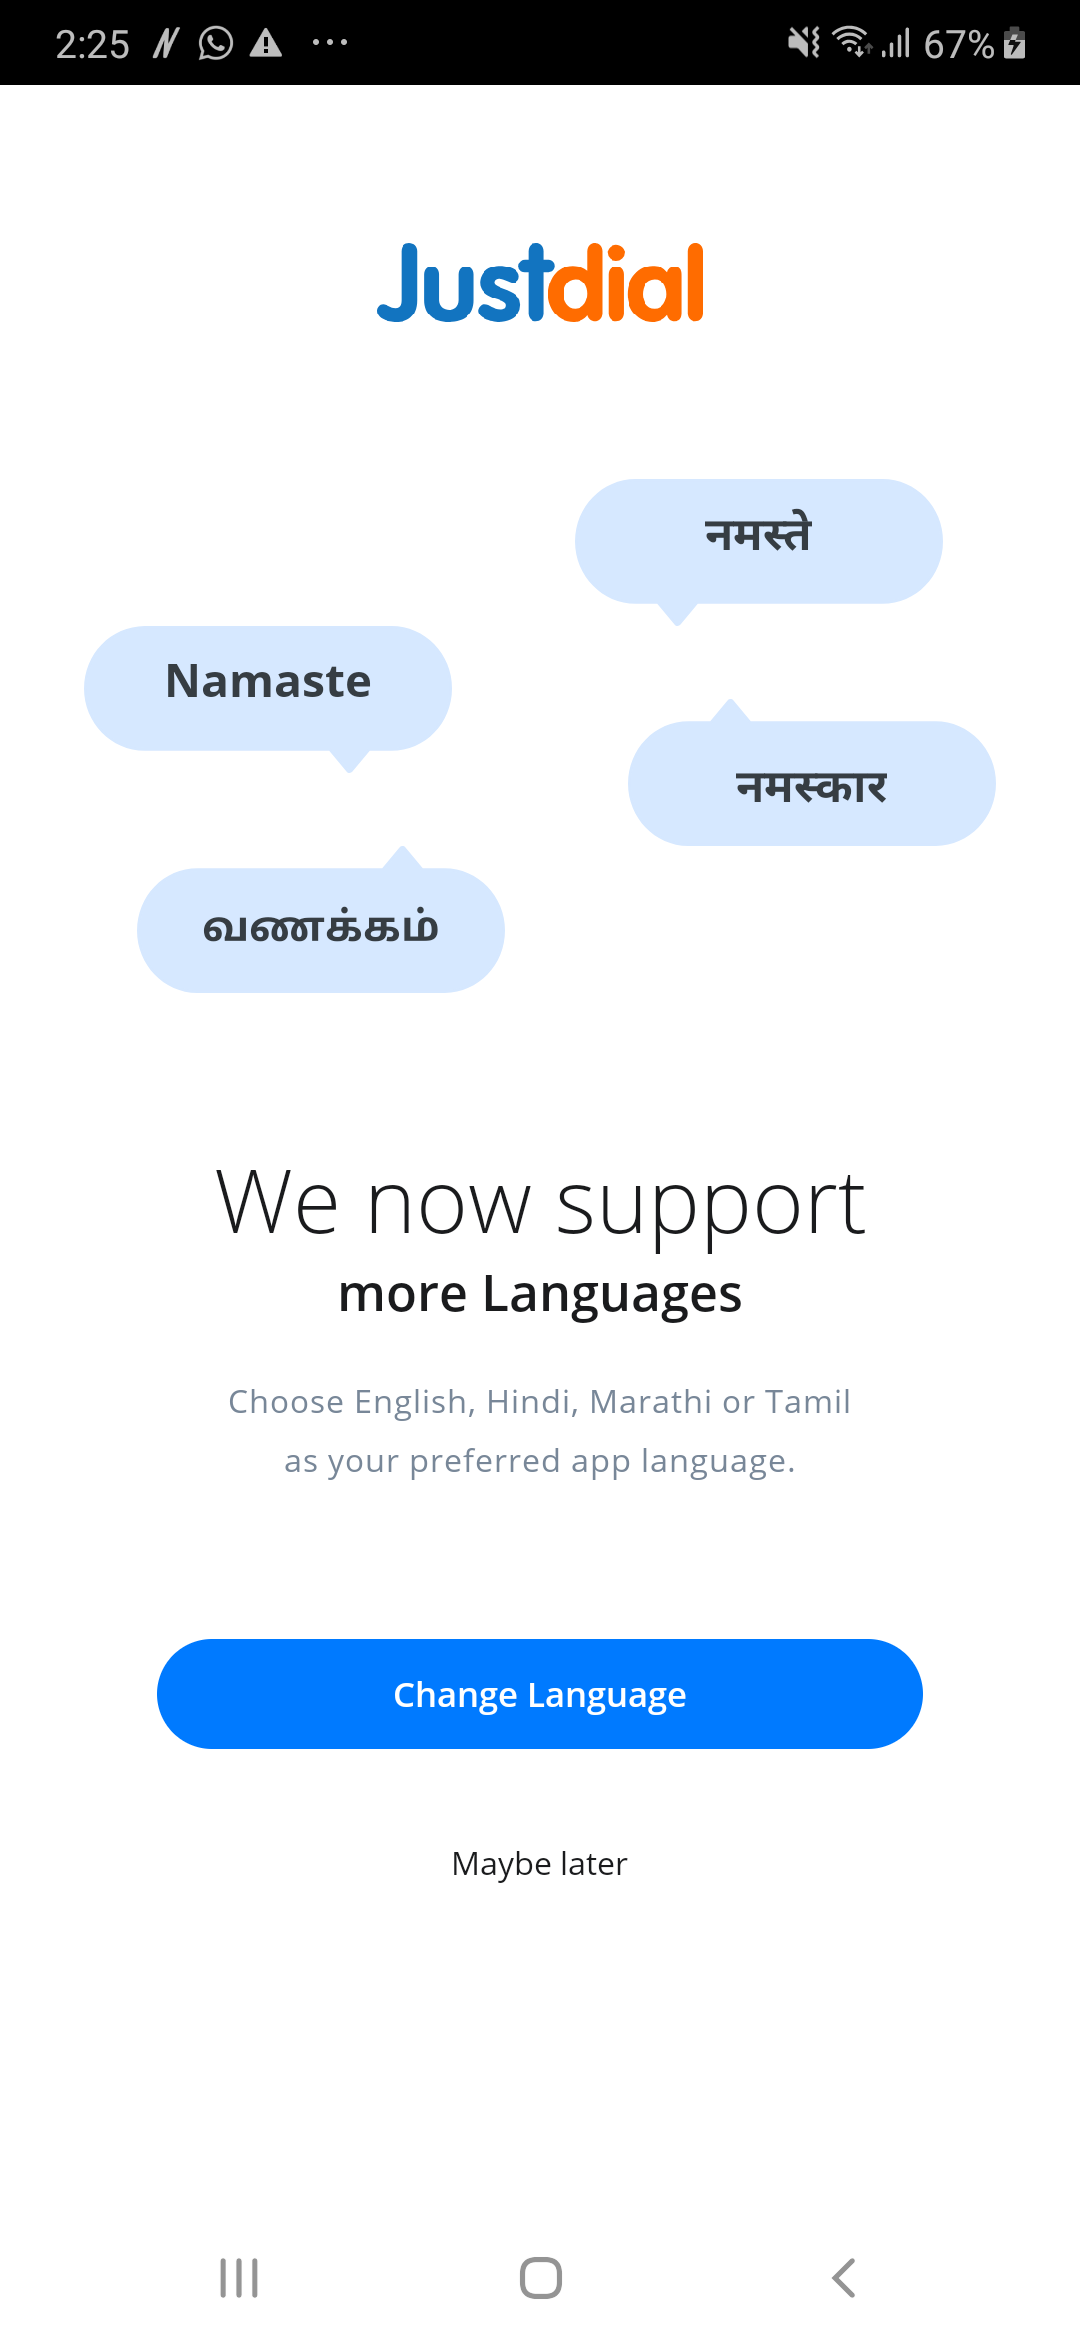 2:25
67%
Justdial
नमस्ते
Namaste
नमस्कार
வணக்கம்
We now support
more Languages
Choose English, Hindi, Marathi or Tamil
as your preferred app language.
Change Language
Maybe later